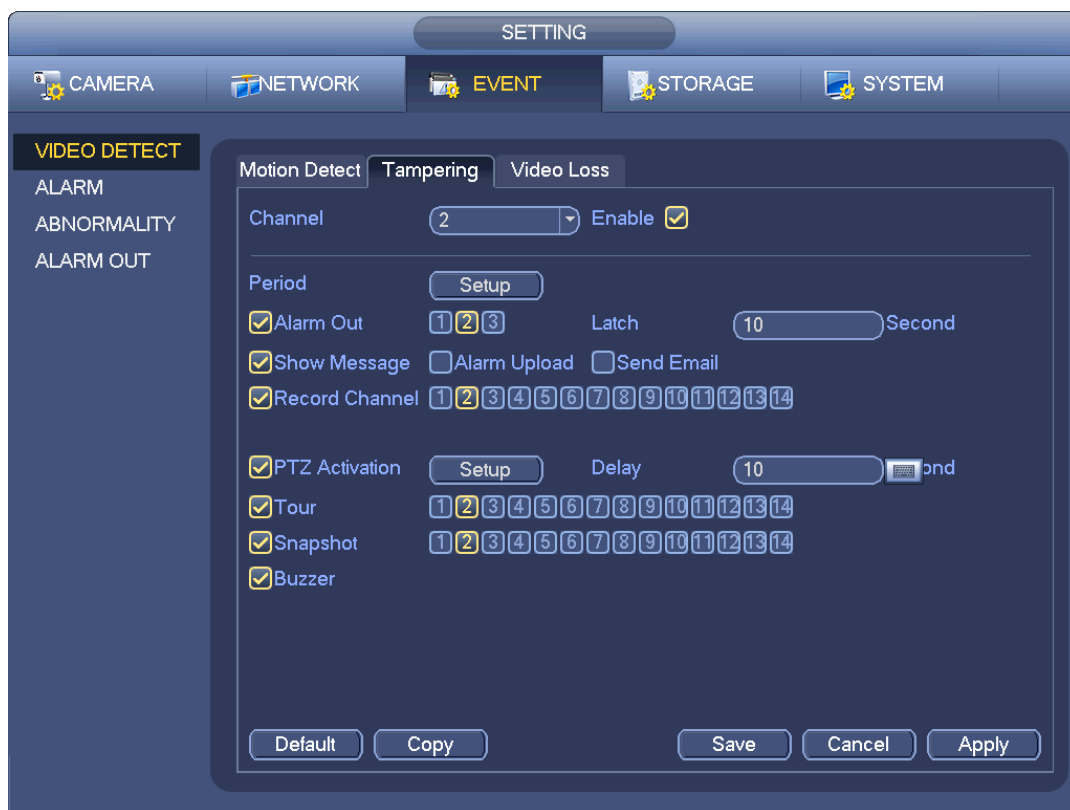 SETTING
CAMERA NETWORK EVENT STORAGE SYSTEM
VIDEO DETECT
ALARM
ABNORMALITY
ALARM OUT
Motion Detect Tampering Video Loss
Channel 2 Enable
Period Setup
Alarm Out 1 2 3 Latch 10 Second
Show Message Alarm Upload Send Email
Record Channel 1 2 3 4 5 6 7 8 9 10 11 12 13 14
PTZ Activation Setup Delay 10 ond
Tour 1 2 3 4 5 6 7 8 9 10 11 12 13 14
Snapshot 1 2 3 4 5 6 7 8 9 10 11 12 13 14
Buzzer
Default Copy Save Cancel Apply